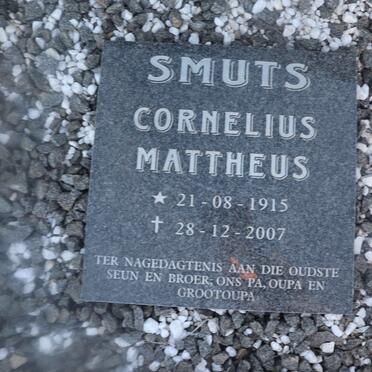 SMUTS
CORNELIUS
MATTHEUS
★ 21 - 08 - 1915
✝ 28 - 12 - 2007
TER NAGEDAGTENIS AAN DIE OUDSTE
SEUN EN BROER, ONS PA, OUPA EN
GROOTOUPA